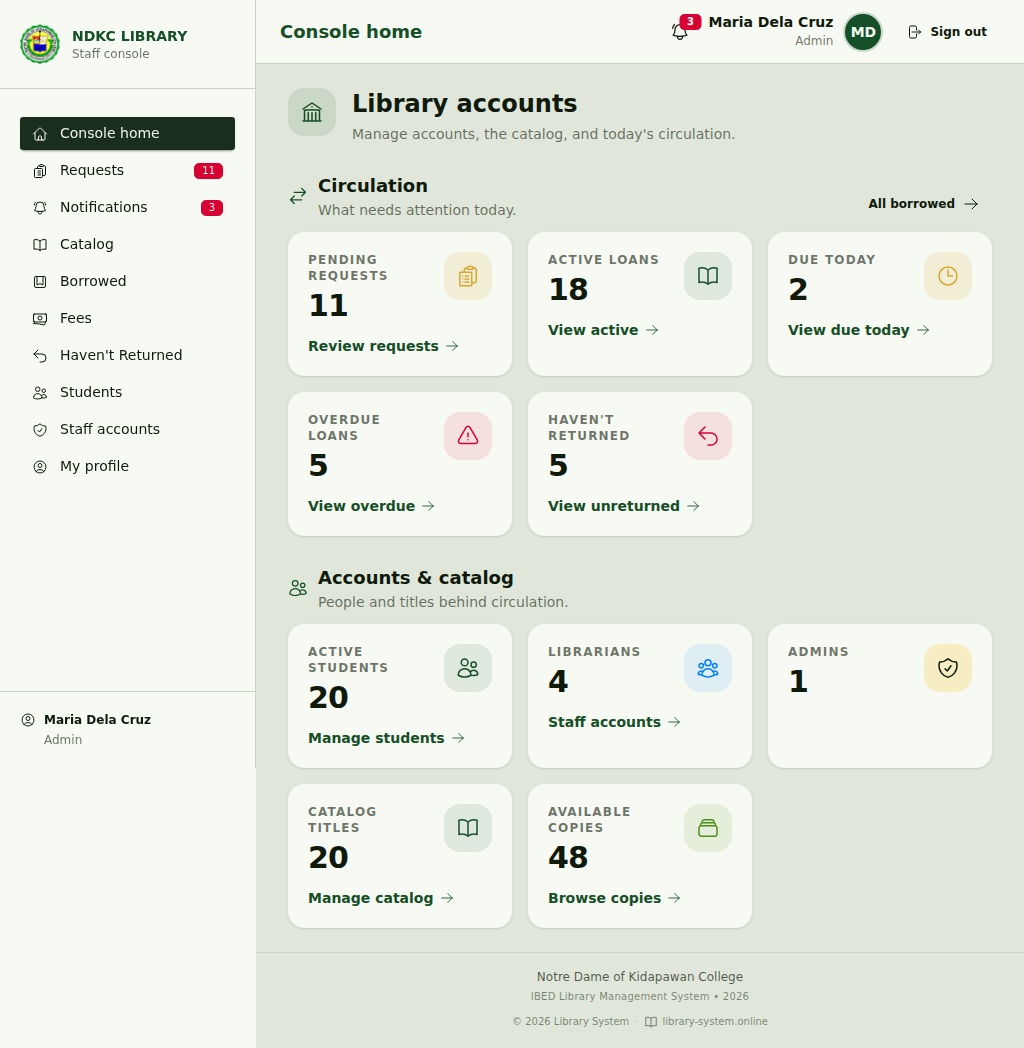 NDKC LIBRARY
Staff console
Console home
Requests 11
Notifications 3
Catalog
Borrowed
Fees
Haven't Returned
Students
Staff accounts
My profile
Maria Dela Cruz
Admin
Console home
3
Maria Dela Cruz
Admin
MD
Sign out
Library accounts
Manage accounts, the catalog, and today's circulation.
Circulation
What needs attention today.
All borrowed
PENDING
REQUESTS
11
Review requests
ACTIVE LOANS
18
View active
DUE TODAY
2
View due today
OVERDUE
LOANS
5
View overdue
HAVEN'T
RETURNED
5
View unreturned
Accounts & catalog
People and titles behind circulation.
ACTIVE
STUDENTS
20
Manage students
LIBRARIANS
4
Staff accounts
ADMINS
1
CATALOG
TITLES
20
Manage catalog
AVAILABLE
COPIES
48
Browse copies
Notre Dame of Kidapawan College
IBED Library Management System • 2026
© 2026 Library System · library-system.online